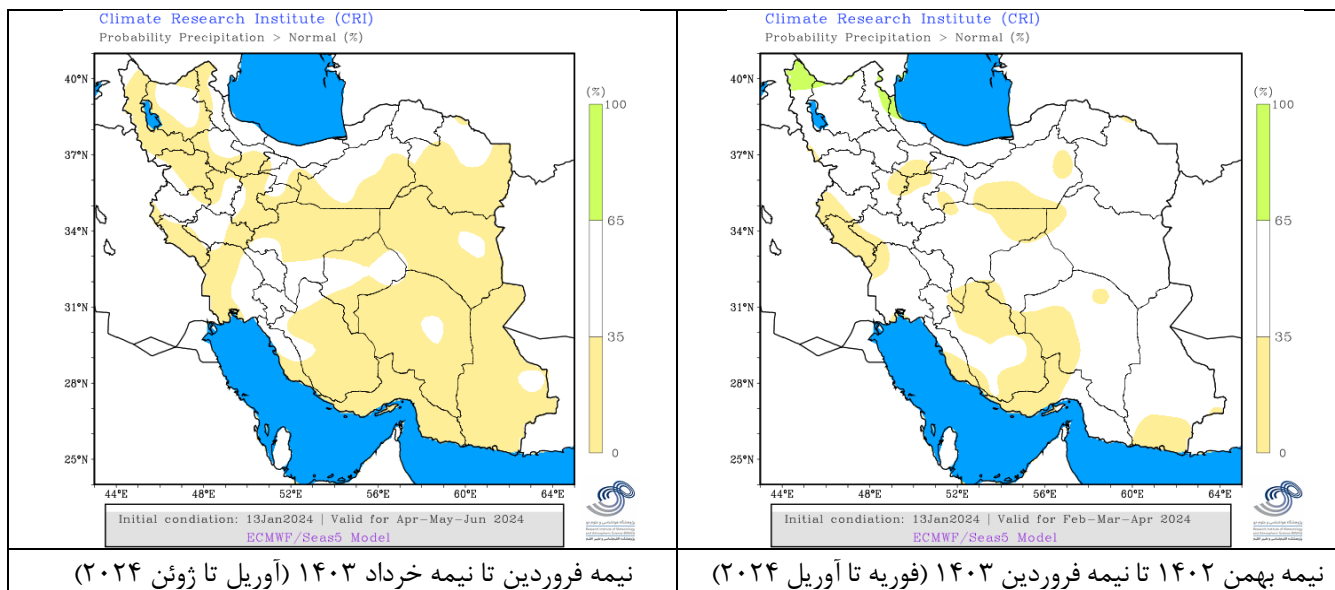 Climate Research Institute (CRI)
Probability Precipitation > Normal (%)
40°N
37°N
34°N
31°N
28°N
25°N
44°E
48°E
52°E
56°E
60°E
64°E
(%)
100
65
35
0
Initial condiation: 13Jan2024 | Valid for Apr-May-Jun 2024
ECMWF/Seas5 Model
نیمه فروردین تا نیمه خرداد ۱۴۰۳ (آوریل تا ژوئن ۲۰۲۴)
Climate Research Institute (CRI)
Probability Precipitation > Normal (%)
40°N
37°N
34°N
31°N
28°N
25°N
44°E
48°E
52°E
56°E
60°E
64°E
(%)
100
65
35
0
Initial condiation: 13Jan2024 | Valid for Feb-Mar-Apr 2024
ECMWF/Seas5 Model
نیمه بهمن ۱۴۰۲ تا نیمه فروردین ۱۴۰۳ (فوریه تا آوریل ۲۰۲۴)